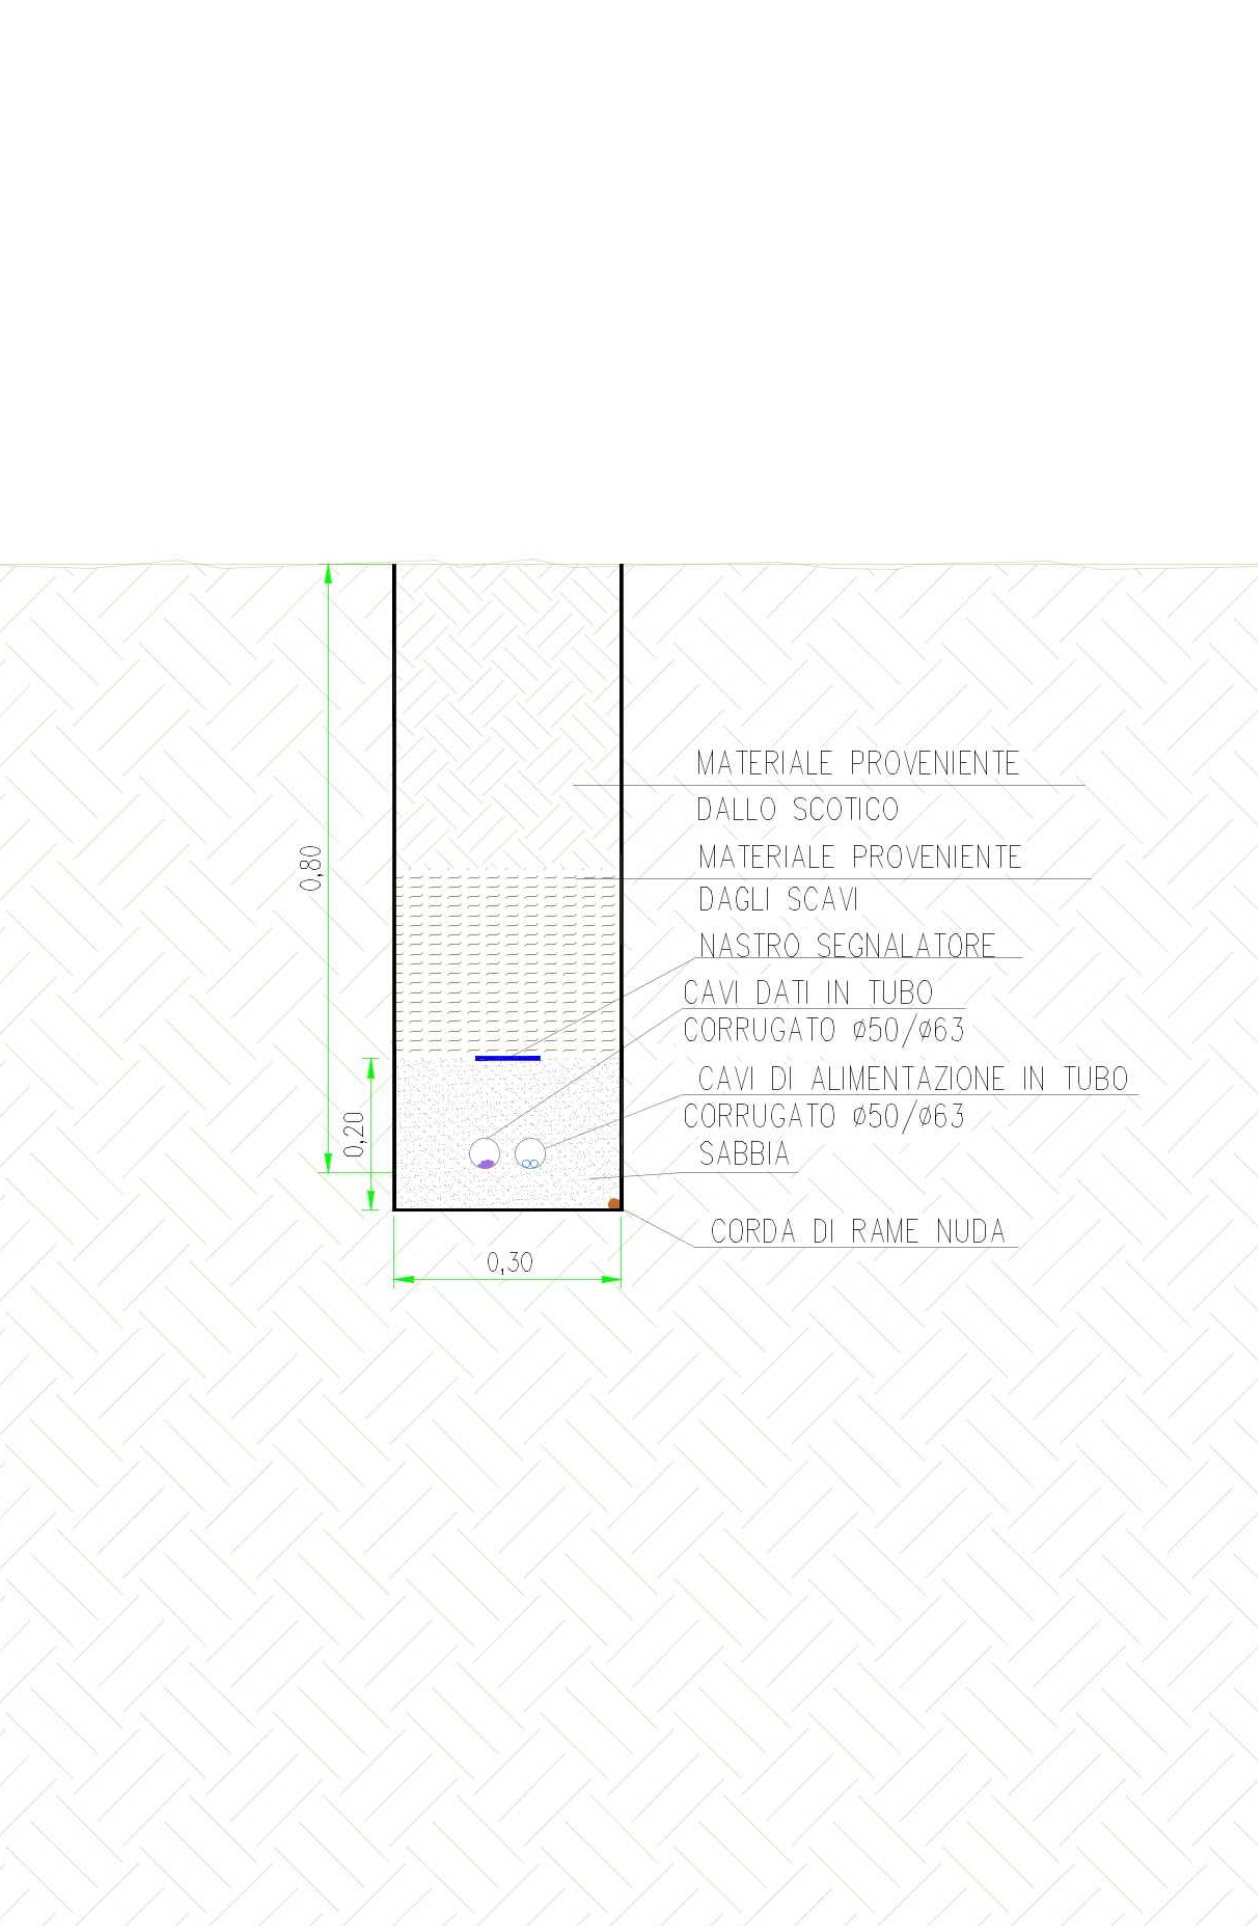 MATERIALE PROVENIENTE
DALLO SCOTICO
MATERIALE PROVENIENTE
DAGLI SCAVI
NASTRO SEGNALATORE
CAVI DATI IN TUBO
CORRUGATO ø50/ø63
CAVI DI ALIMENTAZIONE IN TUBO
CORRUGATO ø50/ø63
SABBIA
CORDA DI RAME NUDA
0,80
0,20
0,30